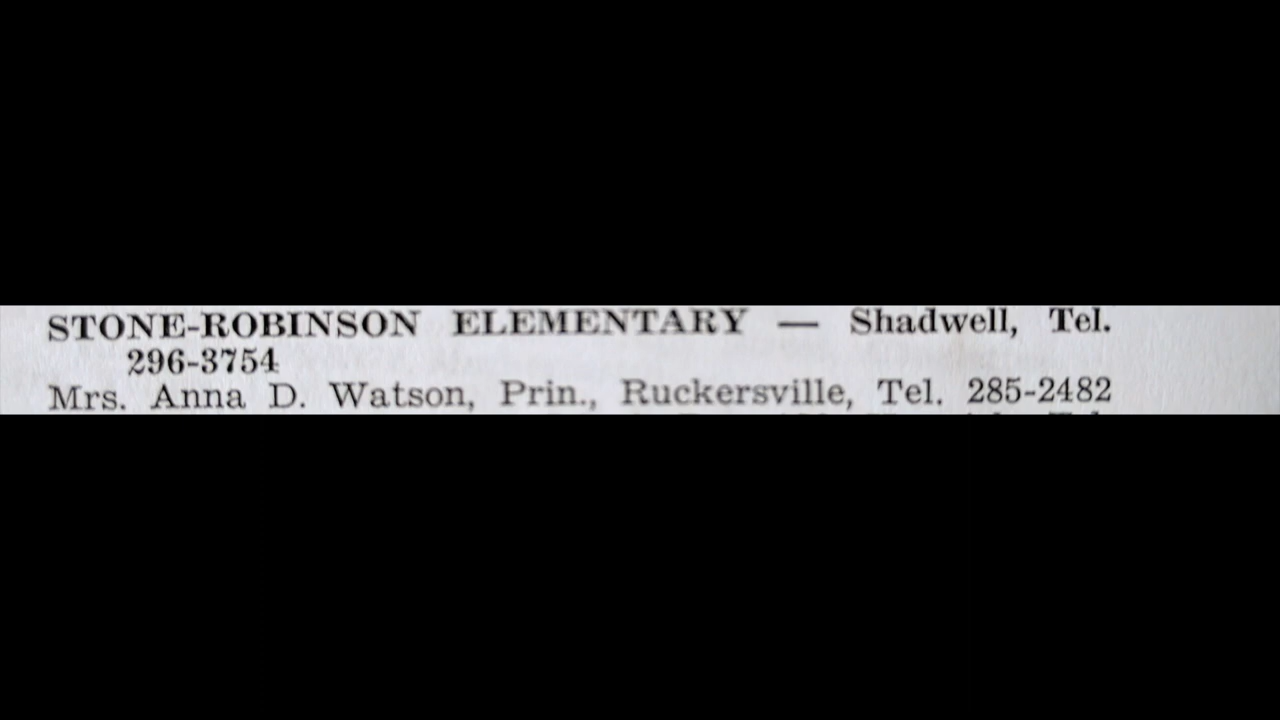 STONE-ROBINSON ELEMENTARY — Shadwell, Tel.
296-3754
Mrs. Anna D. Watson, Prin., Ruckersville, Tel. 285-2482